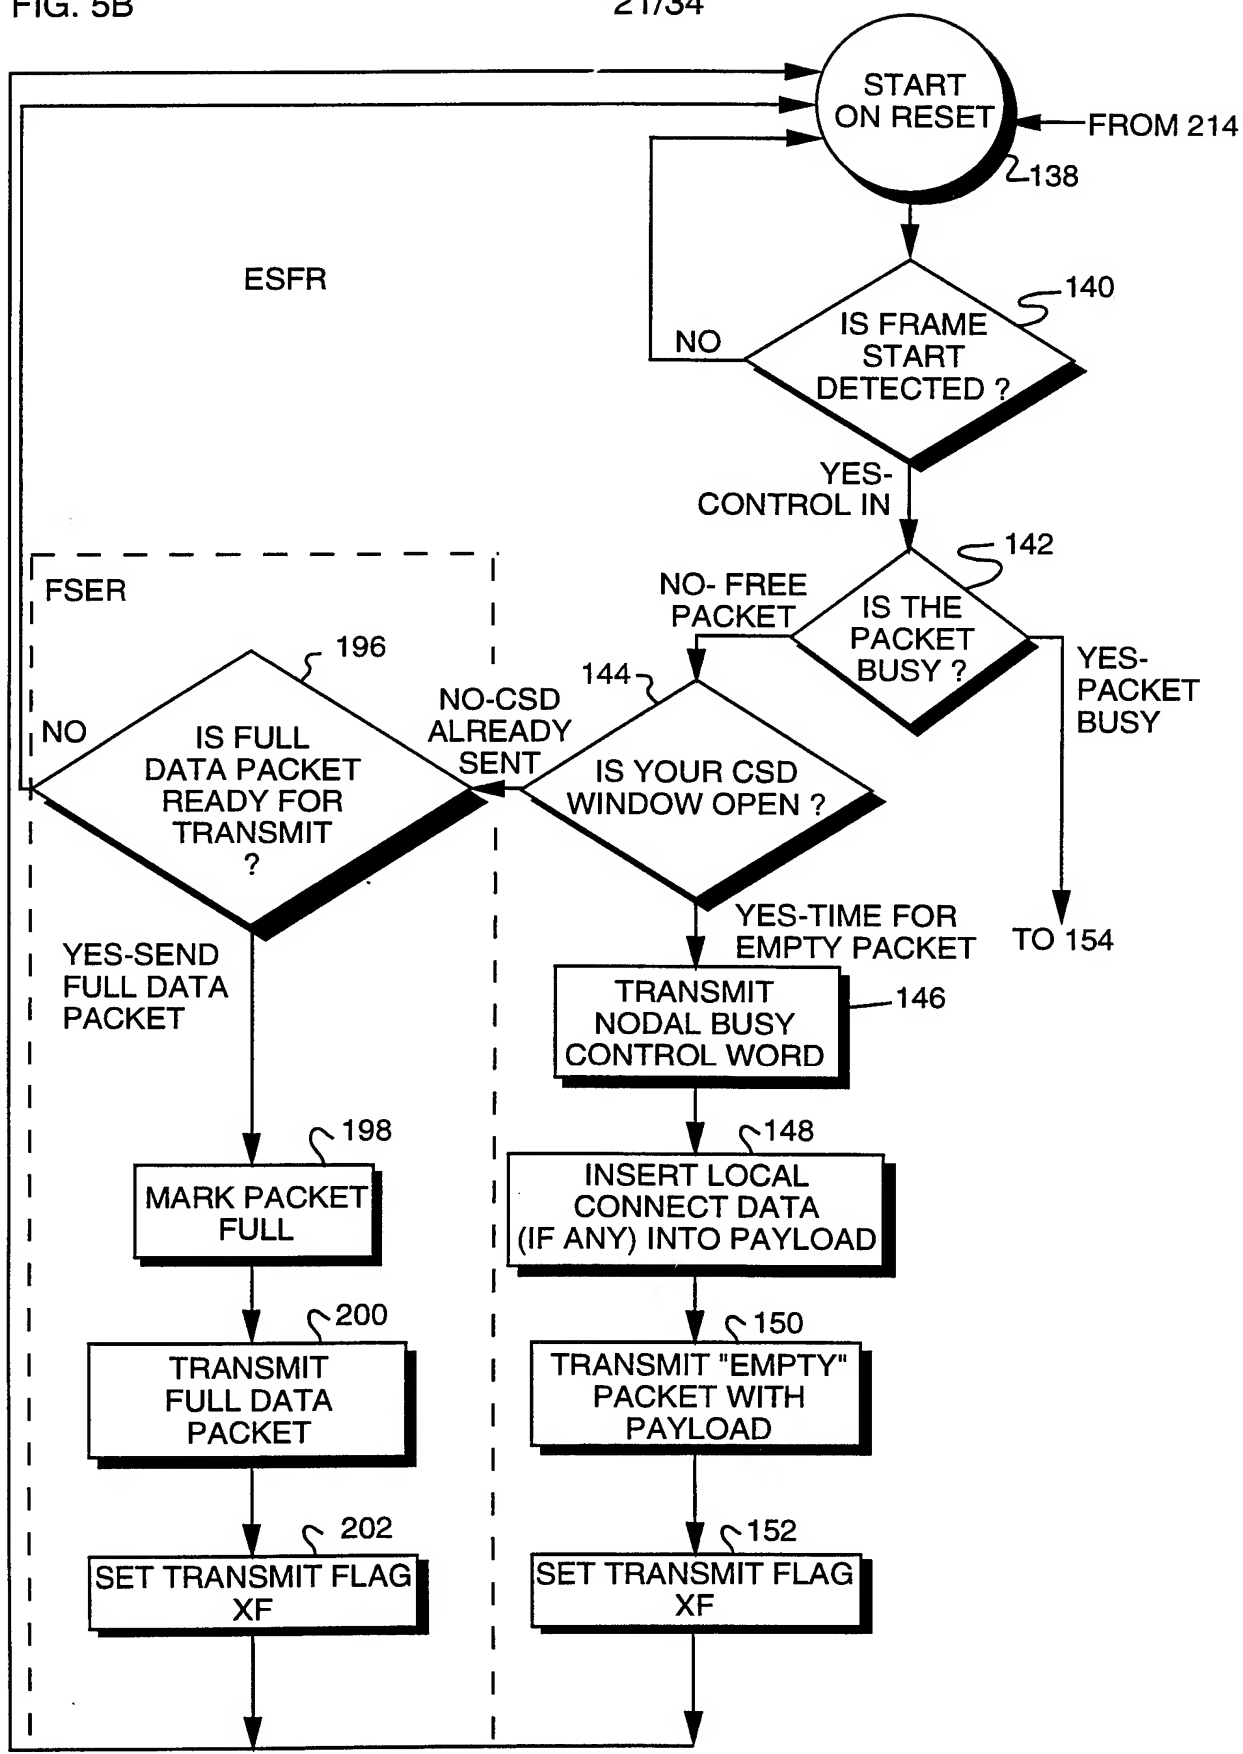 FIG. 5B
21/34
START
ON RESET
FROM 214
138
ESFR
140
IS FRAME
START
DETECTED ?
NO
YES-
CONTROL IN
142
NO- FREE
PACKET
IS THE
PACKET
BUSY ?
YES-
PACKET
BUSY
TO 154
FSER
196
NO
IS FULL
DATA PACKET
READY FOR
TRANSMIT
?
NO-CSD
ALREADY
SENT
144
IS YOUR CSD
WINDOW OPEN ?
YES-SEND
FULL DATA
PACKET
YES-TIME FOR
EMPTY PACKET
TRANSMIT
NODAL BUSY
CONTROL WORD
146
198
MARK PACKET
FULL
148
INSERT LOCAL
CONNECT DATA
(IF ANY) INTO PAYLOAD
200
TRANSMIT
FULL DATA
PACKET
150
TRANSMIT "EMPTY"
PACKET WITH
PAYLOAD
202
SET TRANSMIT FLAG
XF
152
SET TRANSMIT FLAG
XF